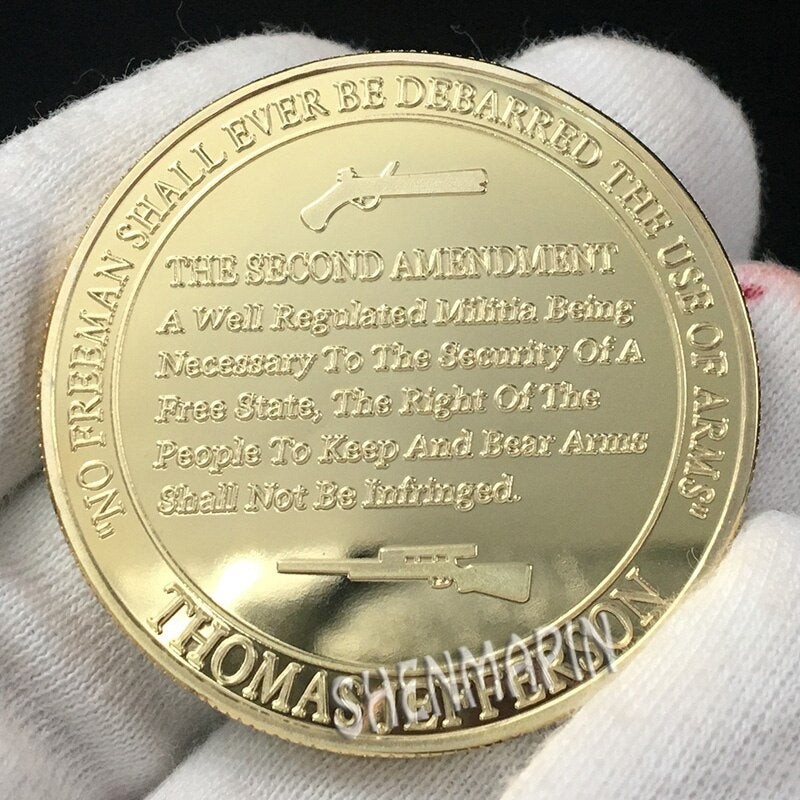 "NO FREEMAN SHALL EVER BE DEBARRED THE USE OF ARMS"
THE SECOND AMENDMENT
A Well Regulated Militia Being
Necessary To The Security Of A
Free State, The Right Of The
People To Keep And Bear Arms
Shall Not Be Infringed.
THOMAS JEFFERSON
SHENMAPIN